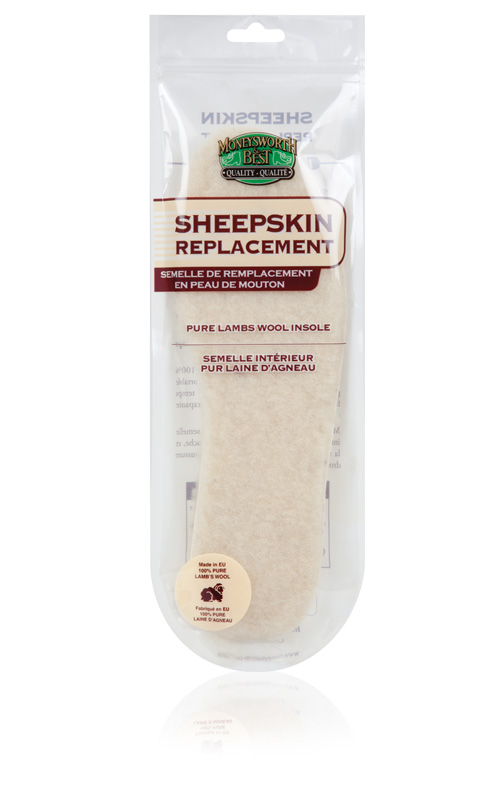 SHEEPSKIN
MONEYSWORTH
& BEST
• QUALITY - QUALITÉ •
SHEEPSKIN
REPLACEMENT
SEMELLE DE REMPLACEMENT
EN PEAU DE MOUTON
PURE LAMBS WOOL INSOLE
SEMELLE INTÉRIEUR
PUR LAINE D'AGNEAU
Made in EU
100% PURE
LAMB'S WOOL
Fabriqué en EU
100% PURE
LAINE D'AGNEAU